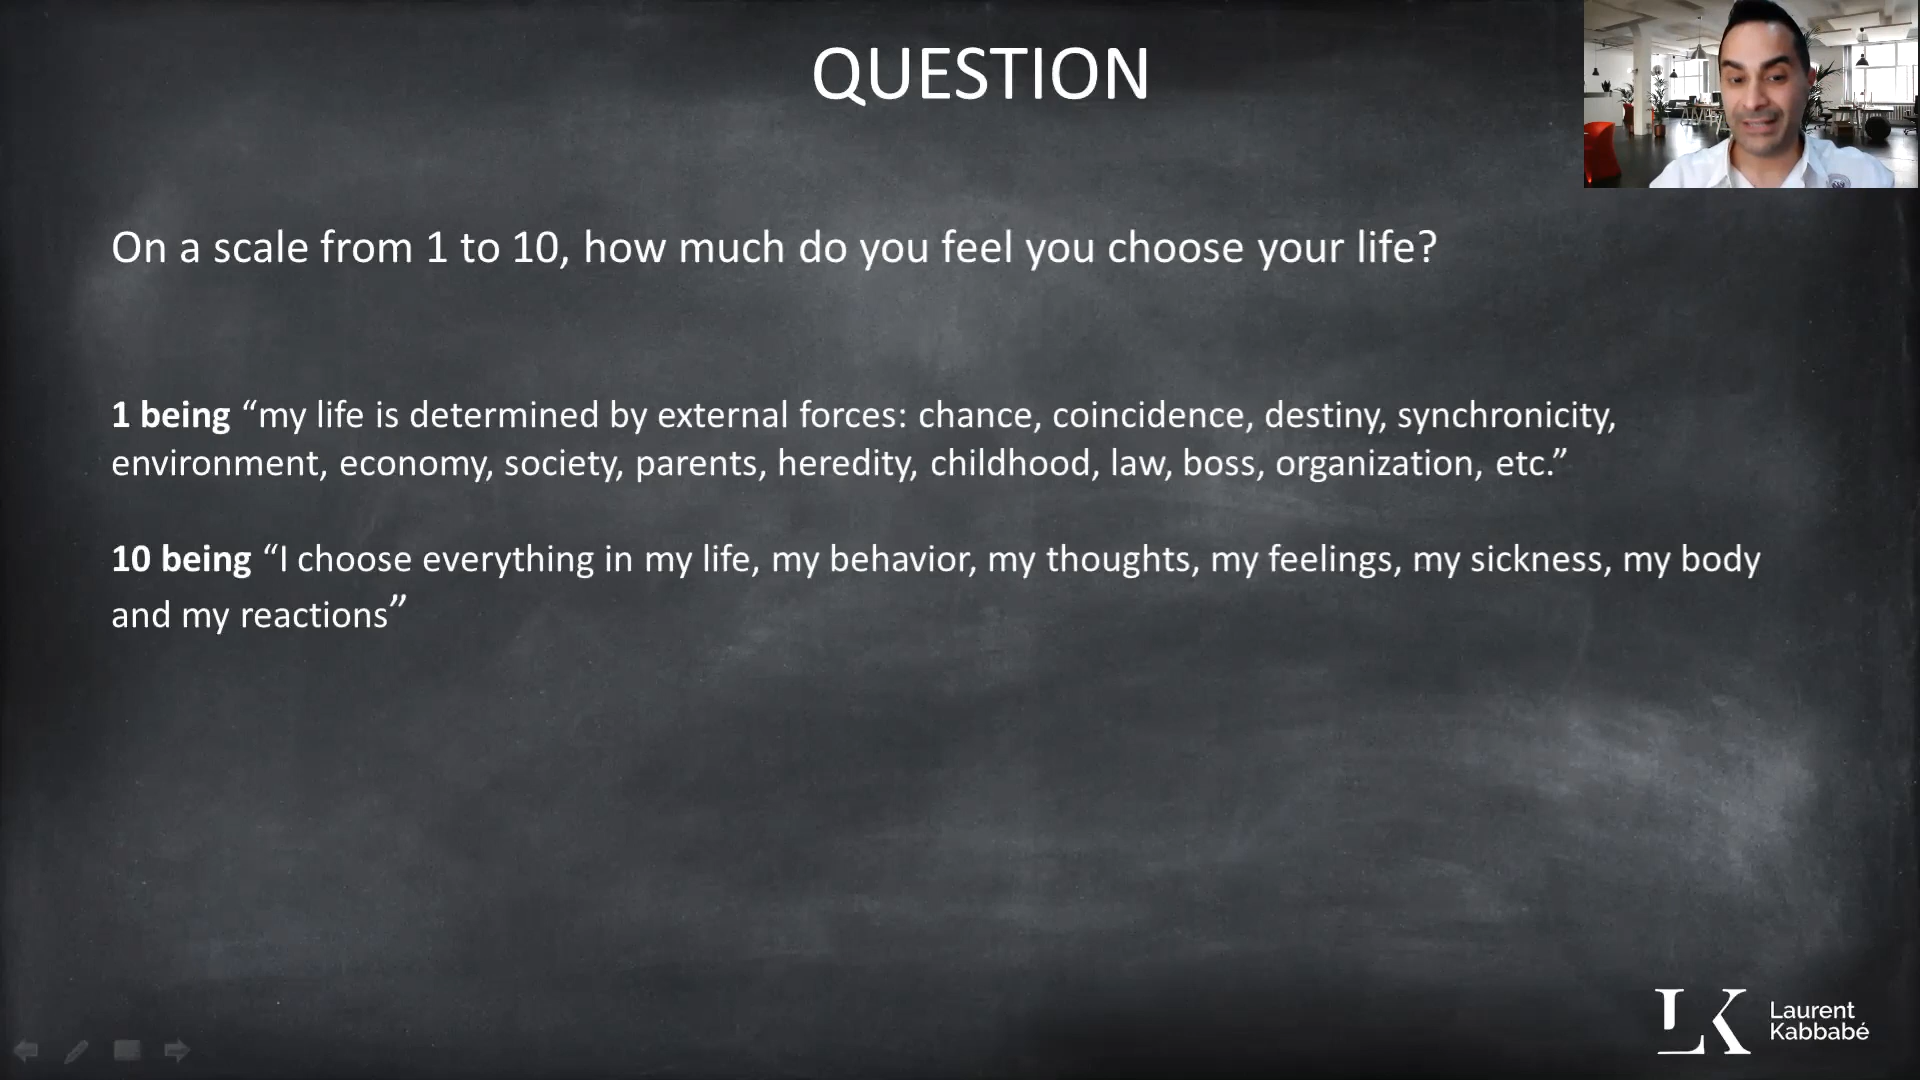 QUESTION
On a scale from 1 to 10, how much do you feel you choose your life?
1 being “my life is determined by external forces: chance, coincidence, destiny, synchronicity,
environment, economy, society, parents, heredity, childhood, law, boss, organization, etc.”
10 being “I choose everything in my life, my behavior, my thoughts, my feelings, my sickness, my body
and my reactions”
LK
Laurent
Kabbabé